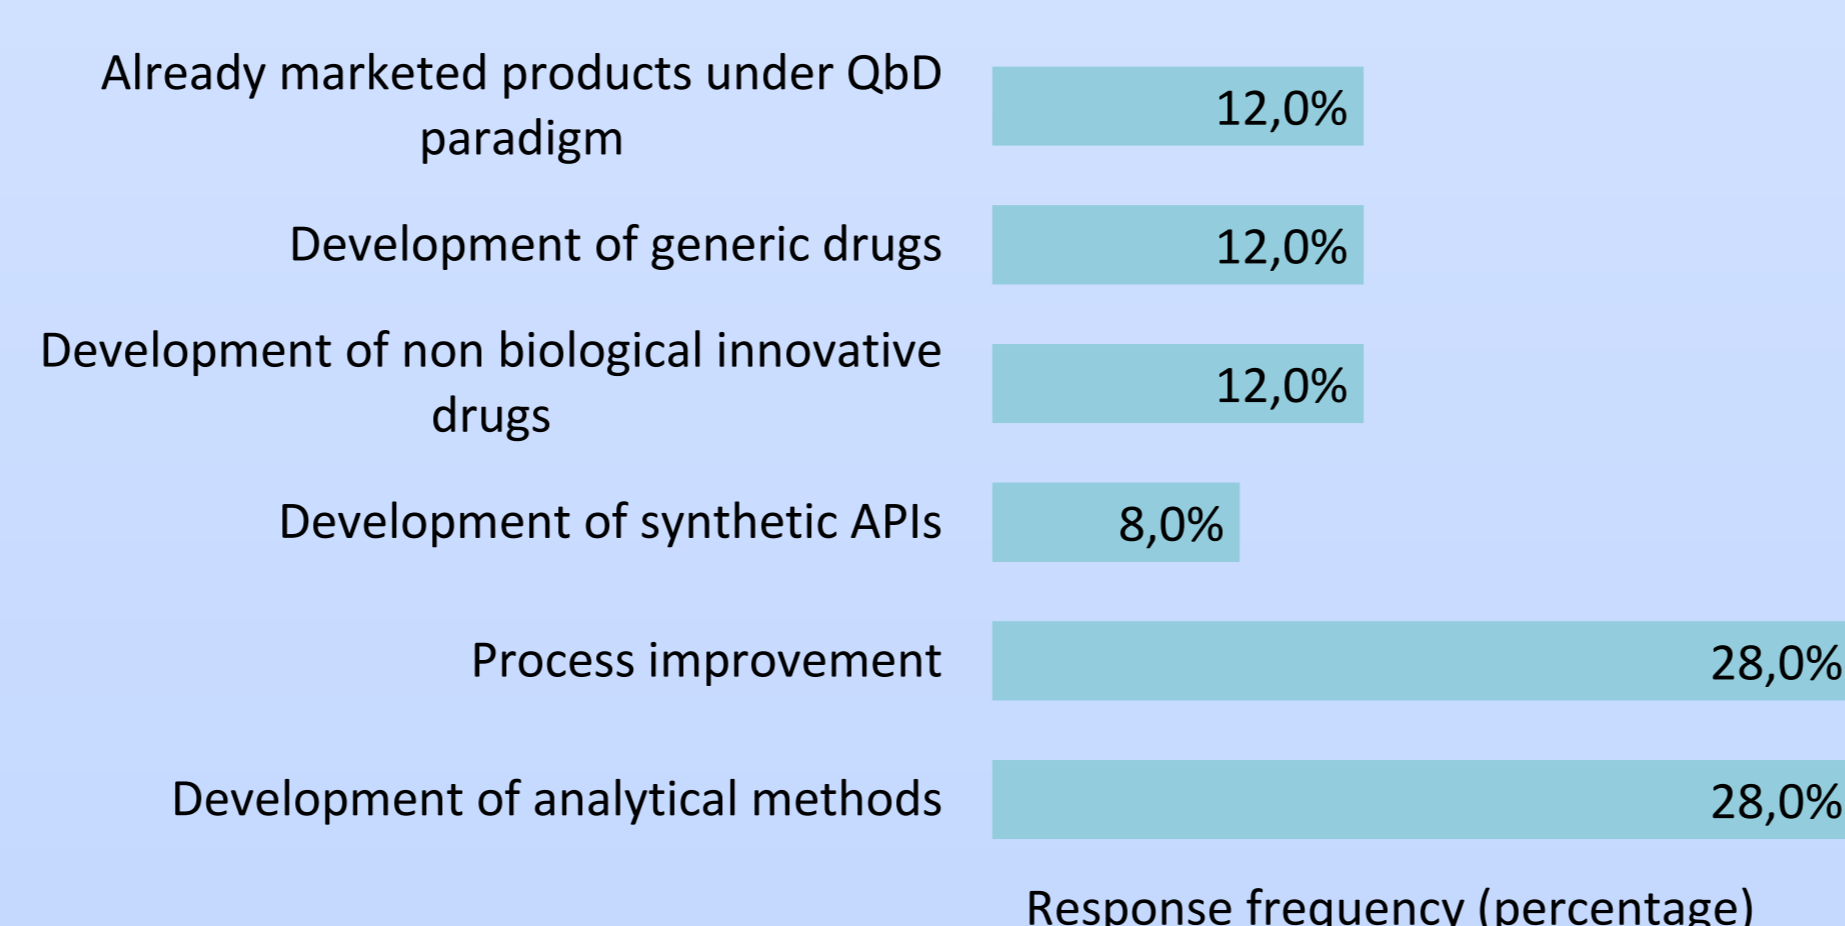 Already marketed products under QbD
paradigm
12,0%
Development of generic drugs
12,0%
Development of non biological innovative
drugs
12,0%
Development of synthetic APIs
8,0%
Process improvement
28,0%
Development of analytical methods
28,0%
Response frequency (percentage)